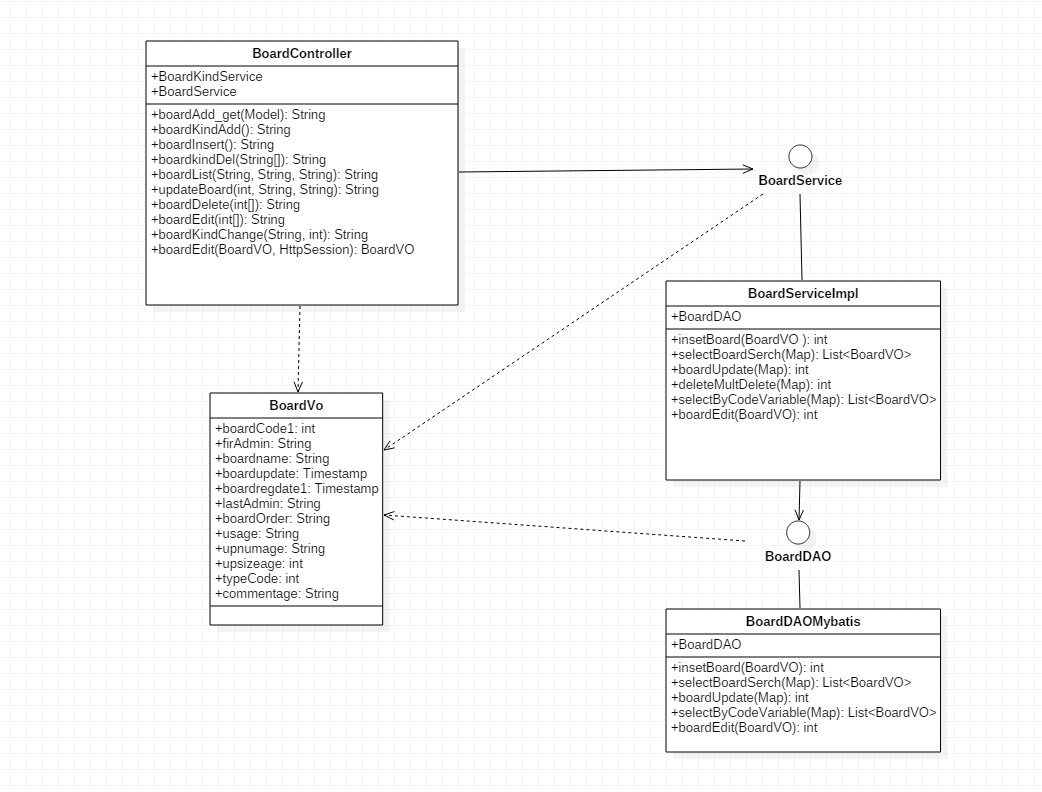 BoardController
+BoardKindService
+BoardService
+boardAdd_get(Model): String
+boardKindAdd(): String
+boardInsert(): String
+boardkindDel(String[]): String
+boardList(String, String, String): String
+updateBoard(int, String, String): String
+boardDelete(int[]): String
+boardEdit(int[]): String
+boardKindChange(String, int): String
+boardEdit(BoardVO, HttpSession): BoardVO
BoardService
BoardServiceImpl
+BoardDAO
+insetBoard(BoardVO ): int
+selectBoardSerch(Map): List<BoardVO>
+boardUpdate(Map): int
+deleteMultDelete(Map): int
+selectByCodeVariable(Map): List<BoardVO>
+boardEdit(BoardVO): int
BoardVo
+boardCode1: int
+firAdmin: String
+boardname: String
+boardupdate: Timestamp
+boardregdate1: Timestamp
+lastAdmin: String
+boardOrder: String
+usage: String
+upnumage: String
+upsizeage: int
+typeCode: int
+commentage: String
BoardDAO
BoardDAOMybatis
+BoardDAO
+insetBoard(BoardVO): int
+selectBoardSerch(Map): List<BoardVO>
+boardUpdate(Map): int
+selectByCodeVariable(Map): List<BoardVO>
+boardEdit(BoardVO): int